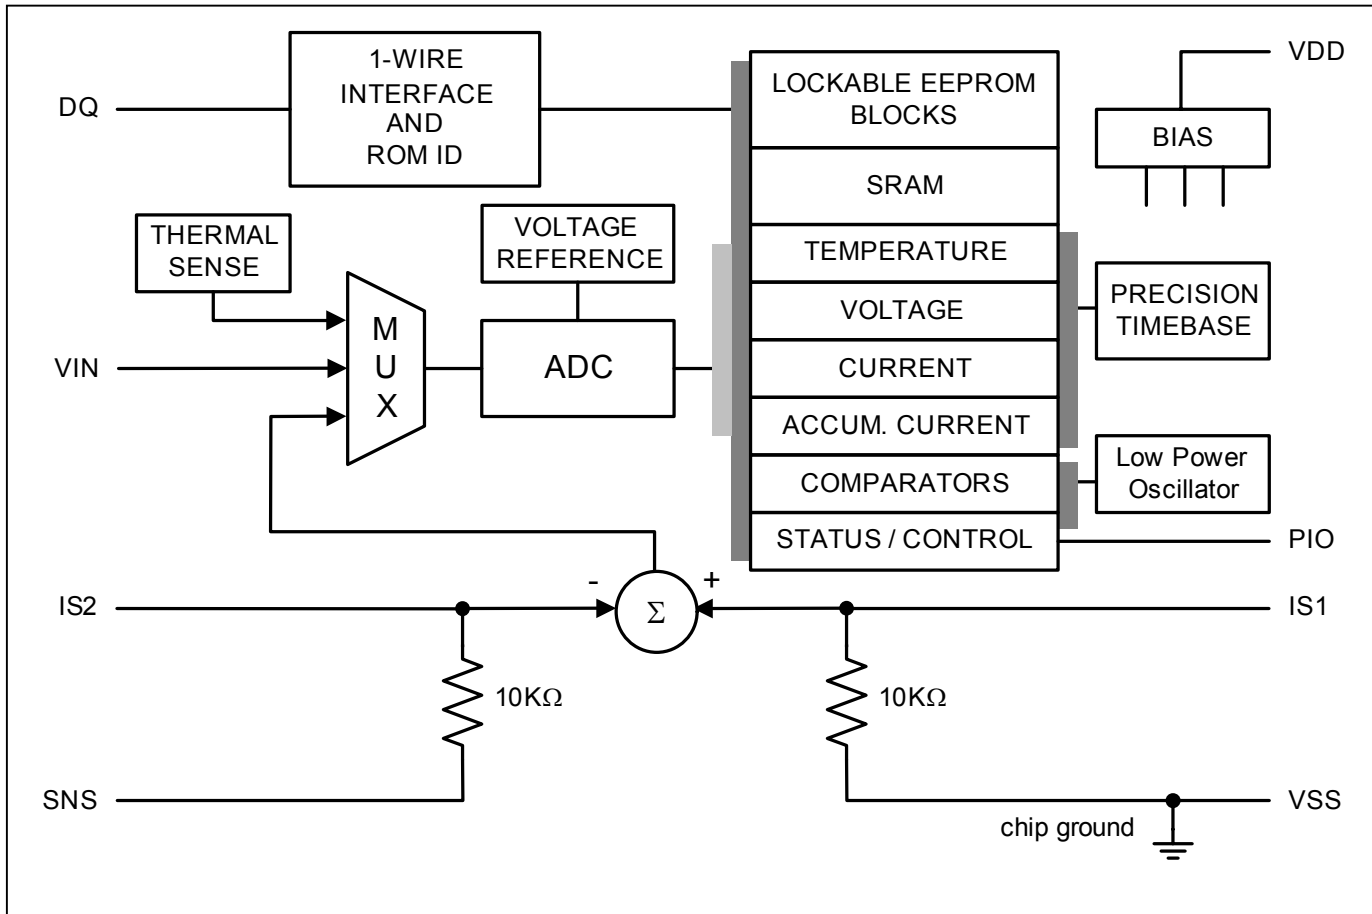 1-WIRE
INTERFACE
AND
ROM ID
DQ
LOCKABLE EEPROM
BLOCKS
VDD
BIAS
SRAM
THERMAL
SENSE
VOLTAGE
REFERENCE
TEMPERATURE
PRECISION
TIMEBASE
VOLTAGE
M
U
X
VIN
ADC
CURRENT
ACCUM. CURRENT
COMPARATORS
Low Power
Oscillator
STATUS / CONTROL
PIO
- +
IS2
Σ
IS1
10KΩ
10KΩ
SNS
VSS
chip ground